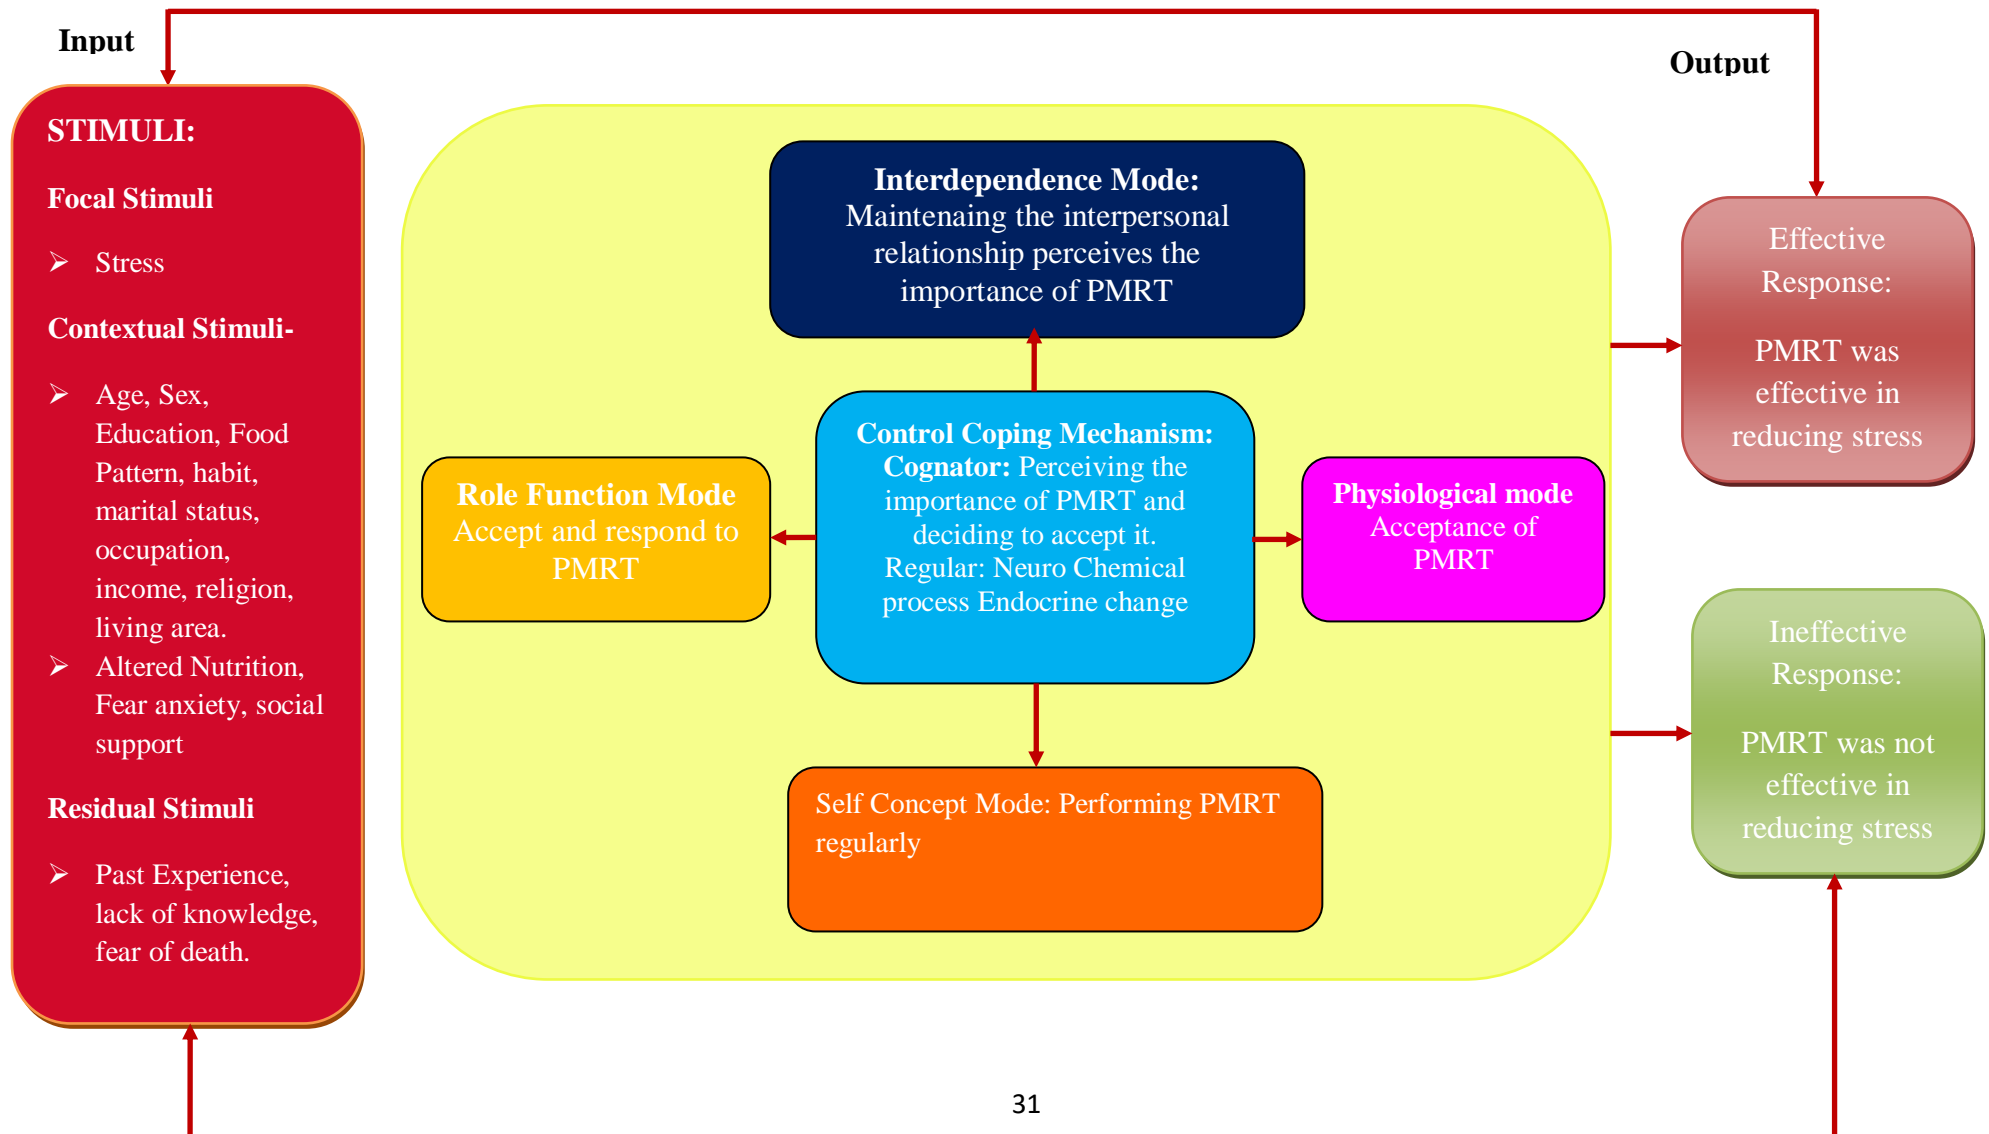 Input
Output
STIMULI:
Focal Stimuli
➢ Stress
Contextual Stimuli-
➢ Age, Sex,
Education, Food
Pattern, habit,
marital status,
occupation,
income, religion,
living area.
➢ Altered Nutrition,
Fear anxiety, social
support
Residual Stimuli
➢ Past Experience,
lack of knowledge,
fear of death.
Interdependence Mode:
Maintenaing the interpersonal
relationship perceives the
importance of PMRT
Role Function Mode
Accept and respond to
PMRT
Control Coping Mechanism:
Cognator: Perceiving the
importance of PMRT and
deciding to accept it.
Regular: Neuro Chemical
process Endocrine change
Physiological mode
Acceptance of
PMRT
Self Concept Mode: Performing PMRT
regularly
Effective
Response:
PMRT was
effective in
reducing stress
Ineffective
Response:
PMRT was not
effective in
reducing stress
31